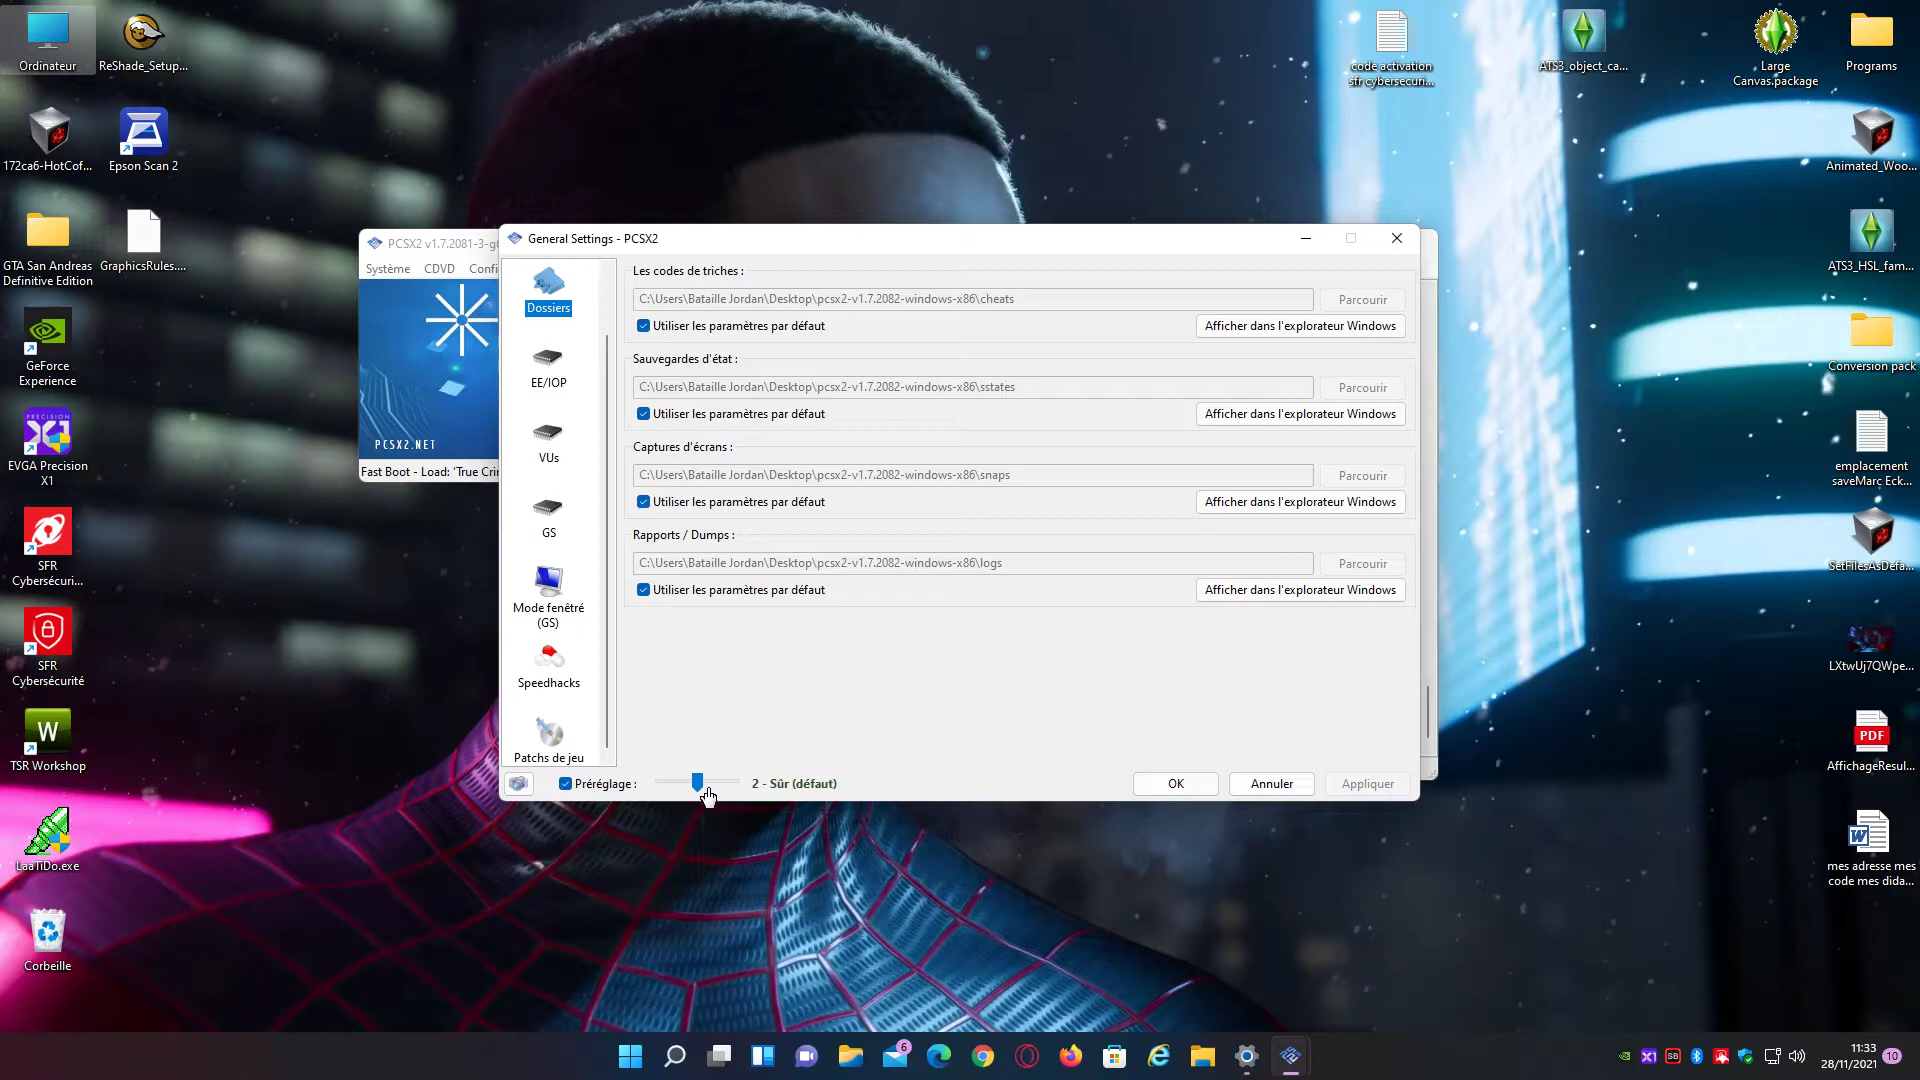 Ordinateur
ReShade_Setup...
code activation
sfr cybersecuri...
ATS3_object_ca...
Large
Canvas.package
Programs
172ca6-HotCof...
Epson Scan 2
Animated_Woo...
GTA San Andreas
Definitive Edition
GraphicsRules....
ATS3_HSL_fam...
GeForce
Experience
Conversion pack
PRECISION
X1
EVGA Precision
X1
emplacement
saveMarc Eck...
SFR
Cybersécuri...
SetFilesAsDefa...
SFR
Cybersécurité
LXtwUj7QWpe...
W
TSR Workshop
PDF
AffichageResul...
LaaTiDo.exe
W
mes adresse mes
code mes dida...
Corbeille
PCSX2 v1.7.2081-3-g6
Système CDVD Confi
PCSX2.NET
Fast Boot - Load: 'True Cri
General Settings - PCSX2
Dossiers
EE/IOP
VUs
GS
Mode fenêtré
(GS)
Speedhacks
Patchs de jeu
Les codes de triches :
C:\Users\Bataille Jordan\Desktop\pcsx2-v1.7.2082-windows-x86\cheats
Parcourir
Utiliser les paramètres par défaut
Afficher dans l'explorateur Windows
Sauvegardes d'état :
C:\Users\Bataille Jordan\Desktop\pcsx2-v1.7.2082-windows-x86\sstates
Parcourir
Utiliser les paramètres par défaut
Afficher dans l'explorateur Windows
Captures d'écrans :
C:\Users\Bataille Jordan\Desktop\pcsx2-v1.7.2082-windows-x86\snaps
Parcourir
Utiliser les paramètres par défaut
Afficher dans l'explorateur Windows
Rapports / Dumps :
C:\Users\Bataille Jordan\Desktop\pcsx2-v1.7.2082-windows-x86\logs
Parcourir
Utiliser les paramètres par défaut
Afficher dans l'explorateur Windows
Préréglage :
2 - Sûr (défaut)
OK
Annuler
Appliquer
6
X1
SB
11:33
28/11/2021
10